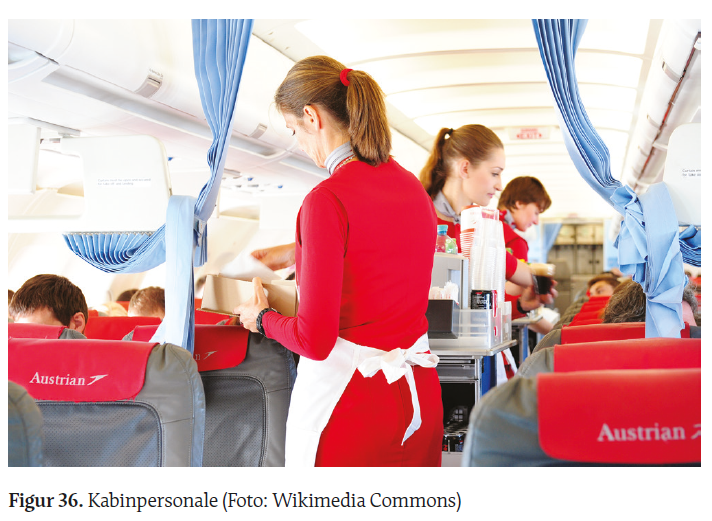 Austrian
Austrian
Figur 36. Kabinpersonale (Foto: Wikimedia Commons)